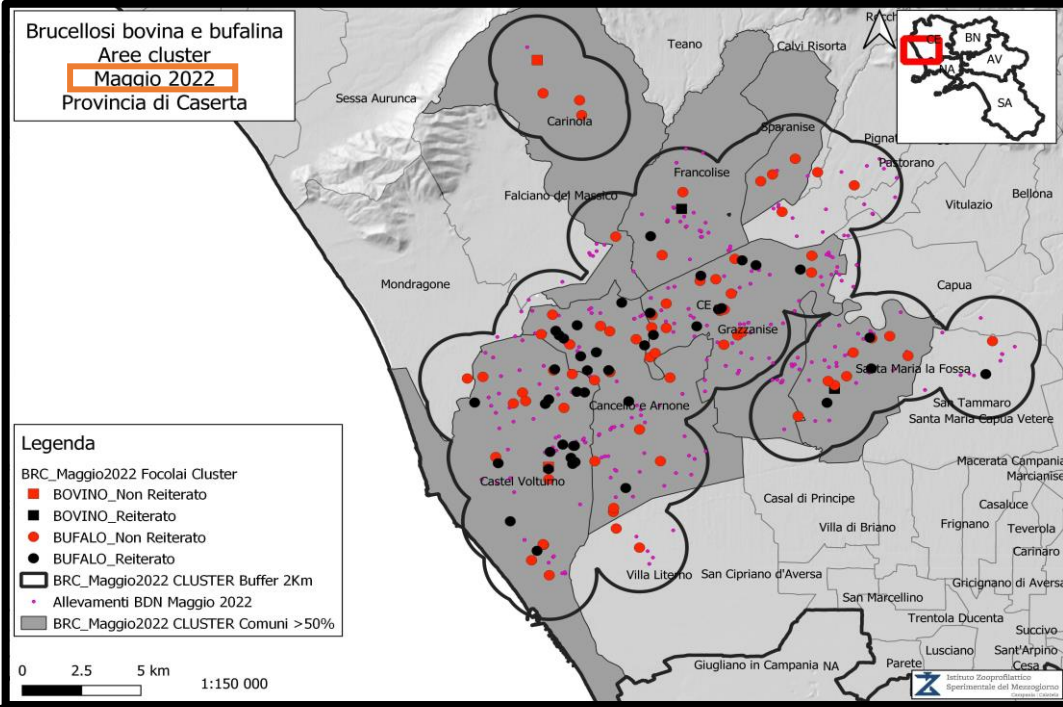 Brucellosi bovina e bufalina
Aree cluster
Maggio 2022
Provincia di Caserta
Teano
Calvi Risorta
CE
BN
NA
AV
SA
Sessa Aurunca
Carinola
Sparanise
Pastorano
Francolise
Falciano del Massico
Bellona
Vitulazio
Mondragone
Capua
CE
Grazzanise
Santa Maria la Fossa
San Tammaro
Cancello e Arnone
Santa Maria Capua Vetere
Macerata Campania
Marcianise
Castel Volturno
Casal di Principe
Casaluce
Villa di Briano
Frignano
Teverola
Carinaro
Villa Literno
San Cipriano d'Aversa
Gricignano di Aversa
San Marcellino
Trentola Ducenta
Succivo
Lusciano
Sant'Arpino
Giugliano in Campania
NA
Parete
Cesa
Legenda
BRC_Maggio2022 Focolai Cluster
BOVINO_Non Reiterato
BOVINO_Reiterato
BUFALO_Non Reiterato
BUFALO_Reiterato
BRC_Maggio2022 CLUSTER Buffer 2Km
Allevamenti BDN Maggio 2022
BRC_Maggio2022 CLUSTER Comuni >50%
0 2.5 5 km
1:150 000
Istituto Zooprofilattico
Sperimentale del Mezzogiorno